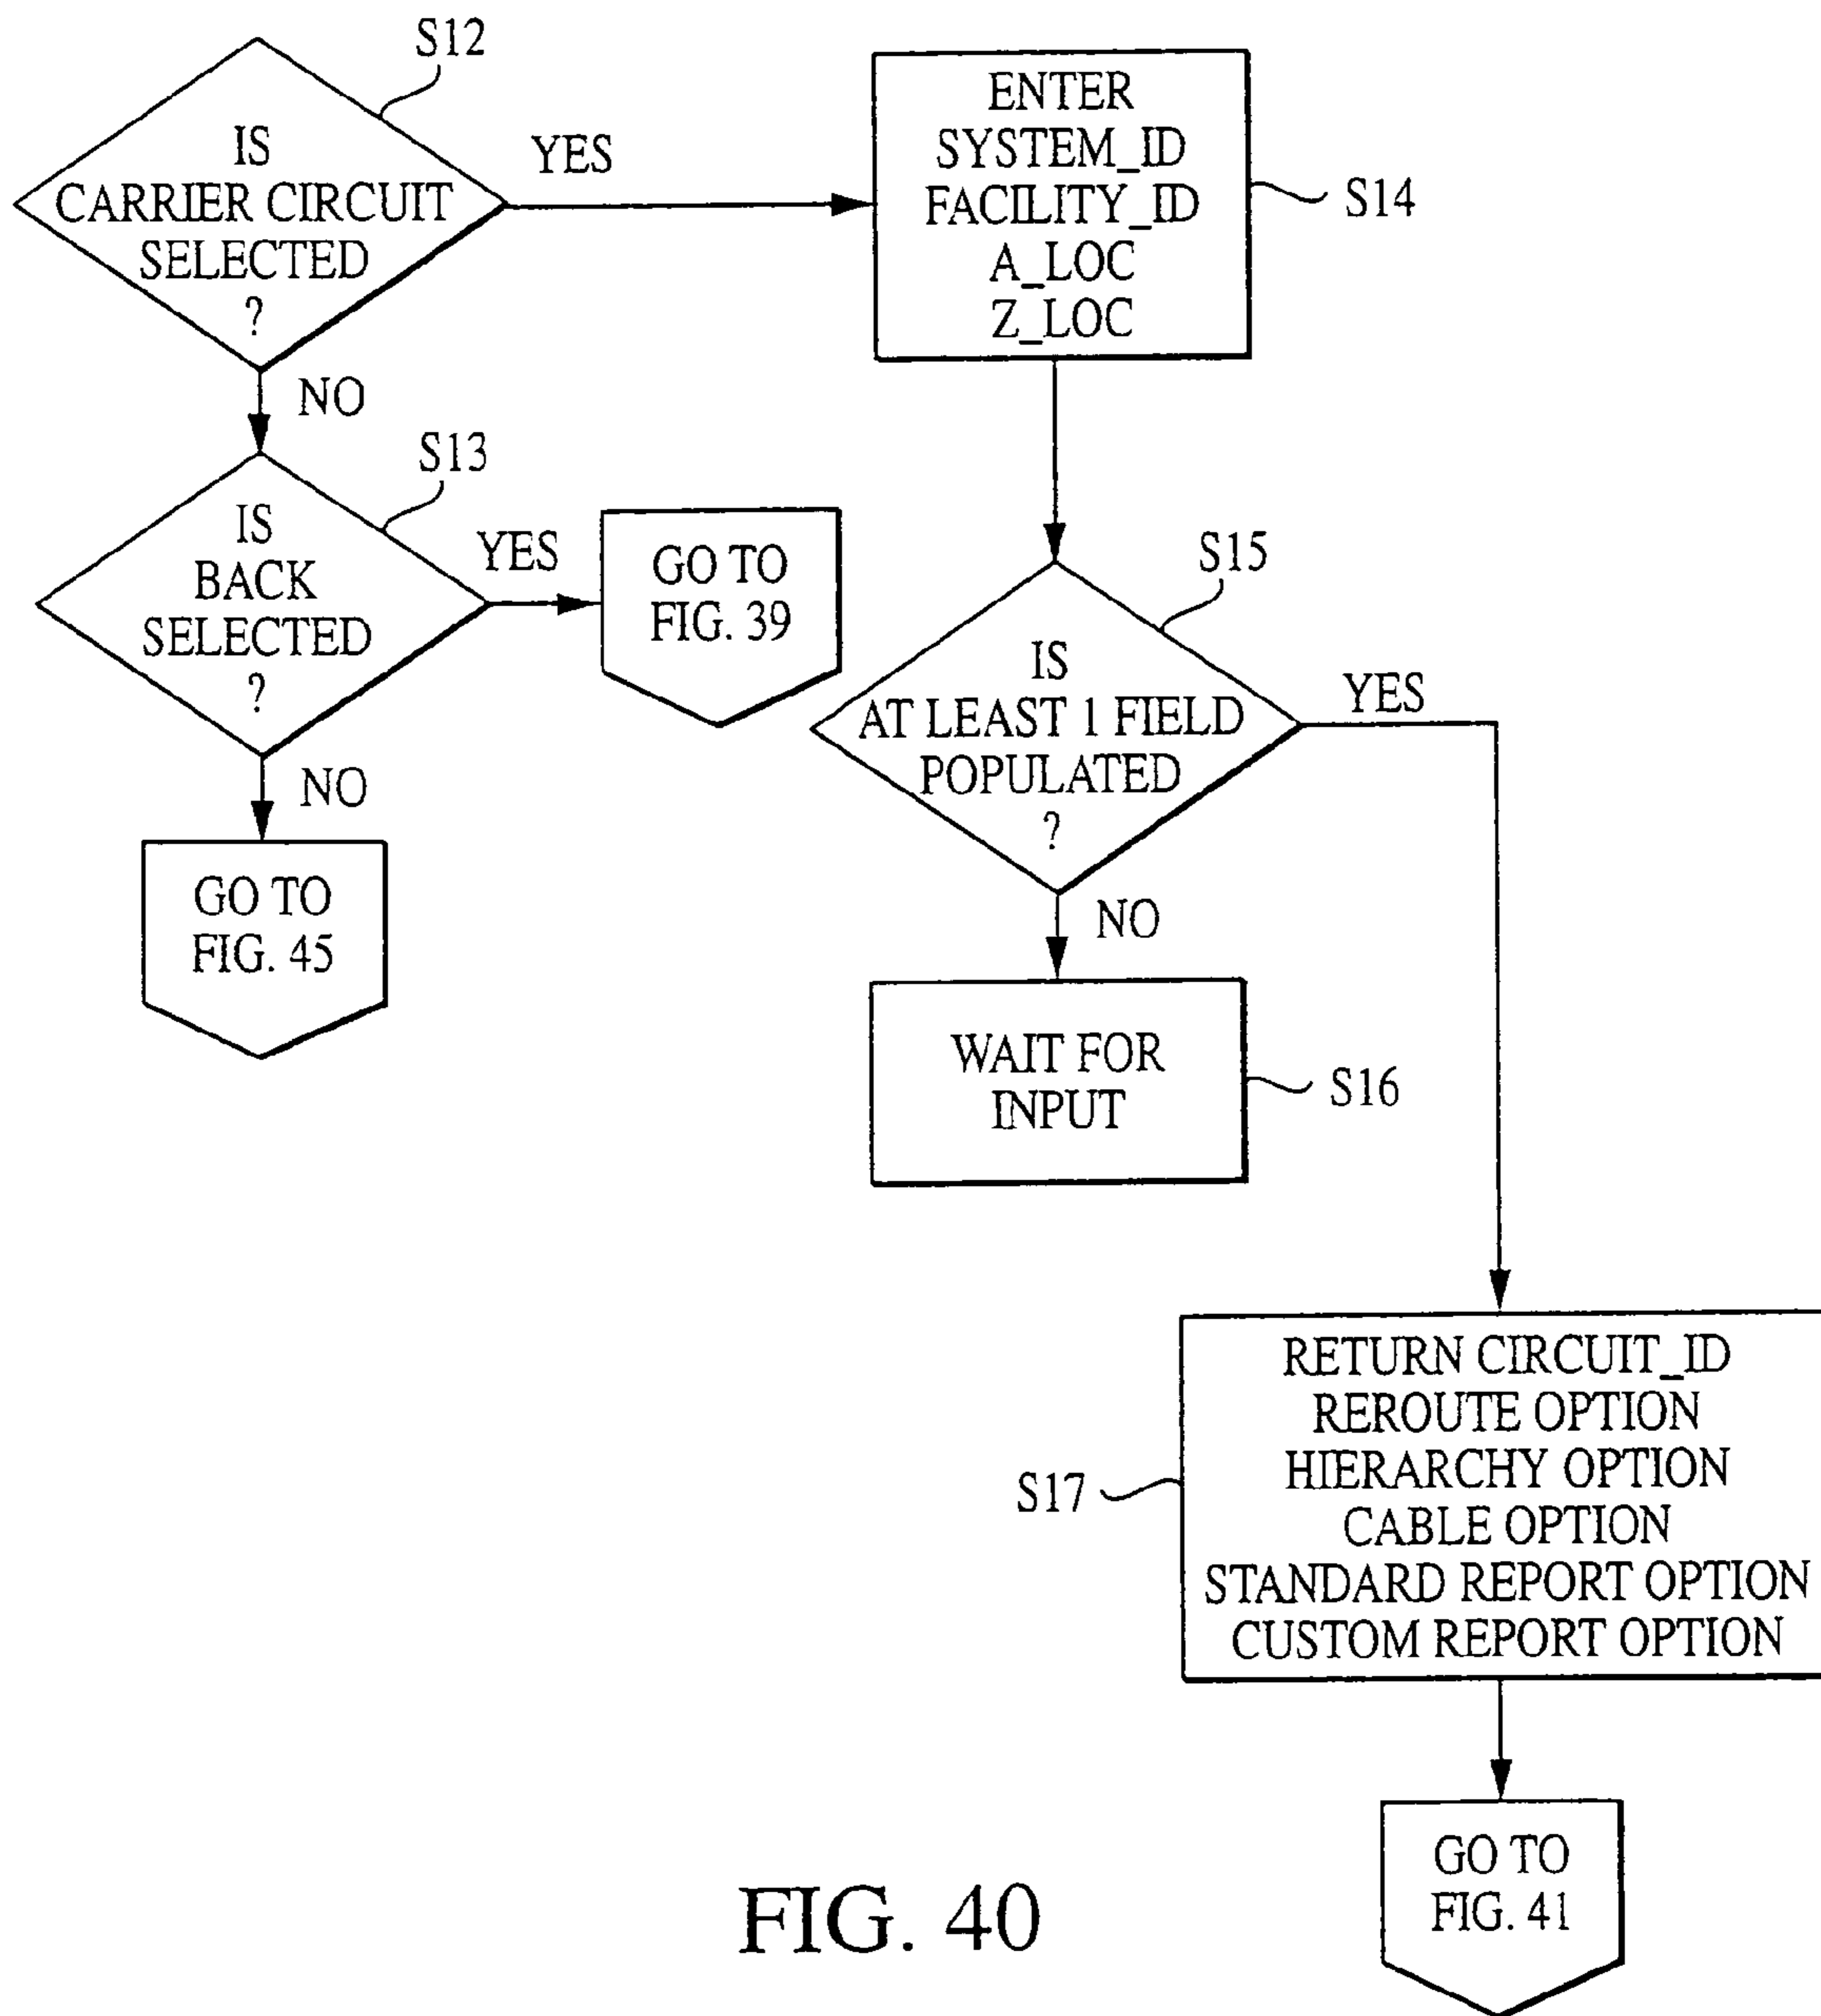 S12
IS
CARRIER CIRCUIT
SELECTED
?
YES
NO
ENTER
SYSTEM_ID
FACILITY_ID
A_LOC
Z_LOC
S14
S13
IS
BACK
SELECTED
?
YES
NO
GO TO
FIG. 39
GO TO
FIG. 45
S15
IS
AT LEAST 1 FIELD
POPULATED
?
YES
NO
WAIT FOR
INPUT
S16
S17
RETURN CIRCUIT_ID
REROUTE OPTION
HIERARCHY OPTION
CABLE OPTION
STANDARD REPORT OPTION
CUSTOM REPORT OPTION
GO TO
FIG. 41
FIG. 40